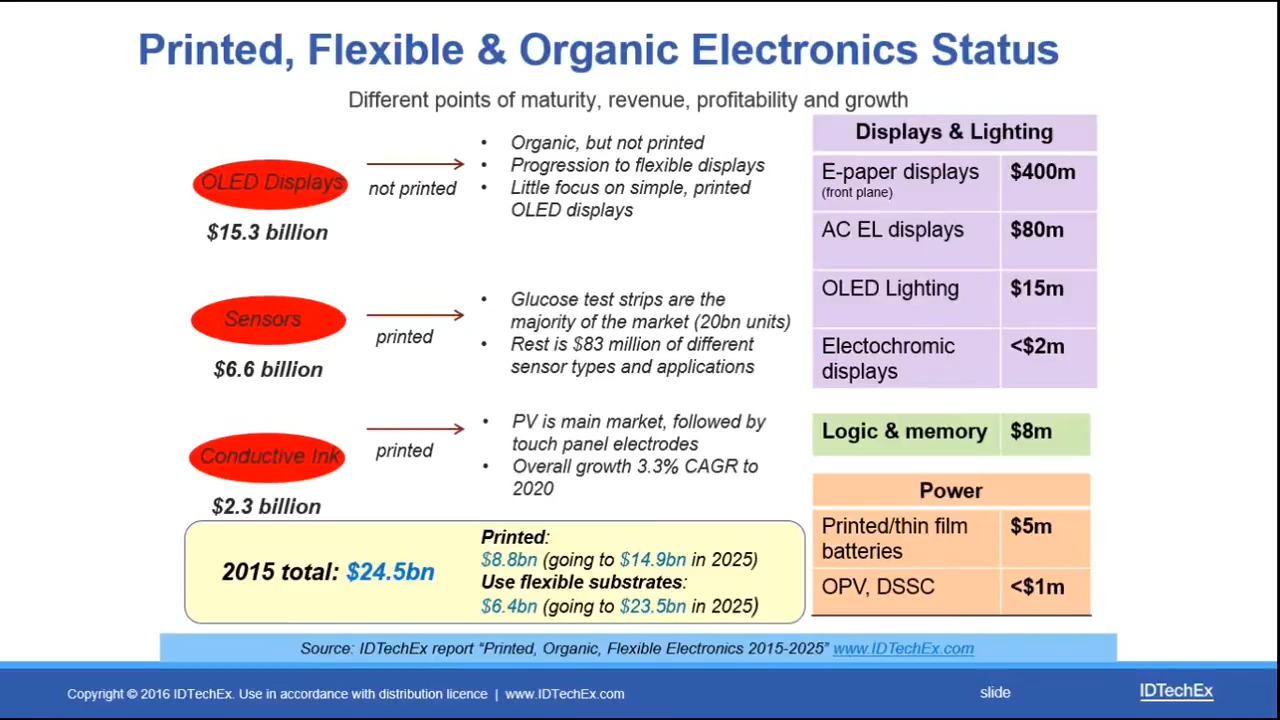 Printed, Flexible & Organic Electronics Status
Different points of maturity, revenue, profitability and growth
OLED Displays
$15.3 billion
not printed
• Organic, but not printed
• Progression to flexible displays
• Little focus on simple, printed
OLED displays
Sensors
$6.6 billion
printed
• Glucose test strips are the
majority of the market (20bn units)
• Rest is $83 million of different
sensor types and applications
Conductive Ink
$2.3 billion
printed
• PV is main market, followed by
touch panel electrodes
• Overall growth 3.3% CAGR to
2020
2015 total: $24.5bn
Printed:
$8.8bn (going to $14.9bn in 2025)
Use flexible substrates:
$6.4bn (going to $23.5bn in 2025)
Displays & Lighting
E-paper displays $400m
(front plane)
AC EL displays $80m
OLED Lighting $15m
Electochromic <$2m
displays
Logic & memory $8m
Power
Printed/thin film $5m
batteries
OPV, DSSC <$1m
Source: IDTechEx report “Printed, Organic, Flexible Electronics 2015-2025” www.IDTechEx.com
Copyright © 2016 IDTechEx. Use in accordance with distribution licence | www.IDTechEx.com
slide
IDTechEx